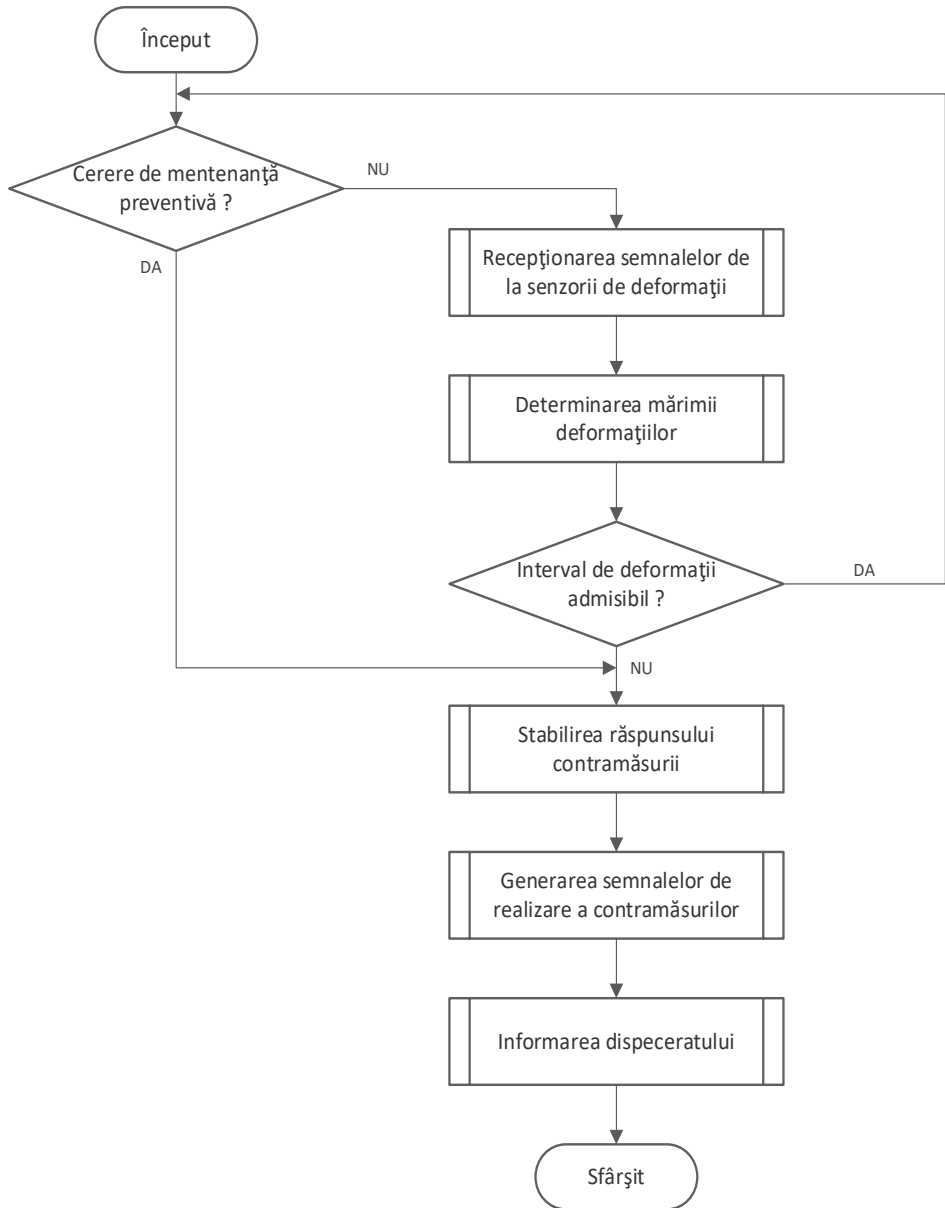 Început
Cerere de mentenanţă
preventivă ?
NU
DA
Recepţionarea semnalelor de
la senzorii de deformaţii
Determinarea mărimii
deformaţiilor
Interval de deformaţii
admisibil ?
DA
NU
Stabilirea răspunsului
contramăsurii
Generarea semnalelor de
realizare a contramăsurilor
Informarea dispeceratului
Sfârşit